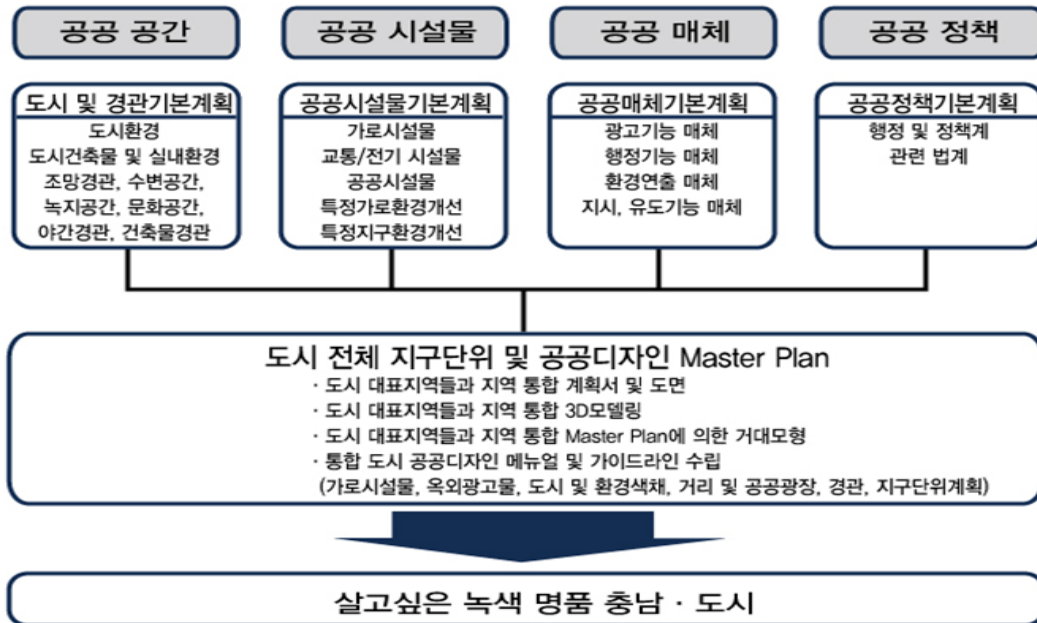 공공 공간
공공 시설물
공공 매체
공공 정책
도시 및 경관기본계획
도시환경
도시건축물 및 실내환경
조망경관, 수변공간,
녹지공간, 문화공간,
야간경관, 건축물경관
공공시설물기본계획
가로시설물
교통/전기 시설물
공공시설물
특정가로환경개선
특정지구환경개선
공공매체기본계획
광고기능 매체
행정기능 매체
환경연출 매체
지시, 유도기능 매체
공공정책기본계획
행정 및 정책계
관련 법계
도시 전체 지구단위 및 공공디자인 Master Plan
· 도시 대표지역들과 지역 통합 계획서 및 도면
· 도시 대표지역들과 지역 통합 3D모델링
· 도시 대표지역들과 지역 통합 Master Plan에 의한 거대모형
· 통합 도시 공공디자인 메뉴얼 및 가이드라인 수립
(가로시설물, 옥외광고물, 도시 및 환경색채, 거리 및 공공광장, 경관, 지구단위계획)
살고싶은 녹색 명품 충남 · 도시